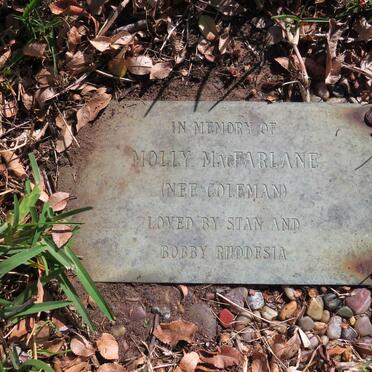 IN MEMORY OF
MOLLY MACFARLANE
(NEE COLEMAN)
LOVED BY STAN AND
BOBBY RHODESIA